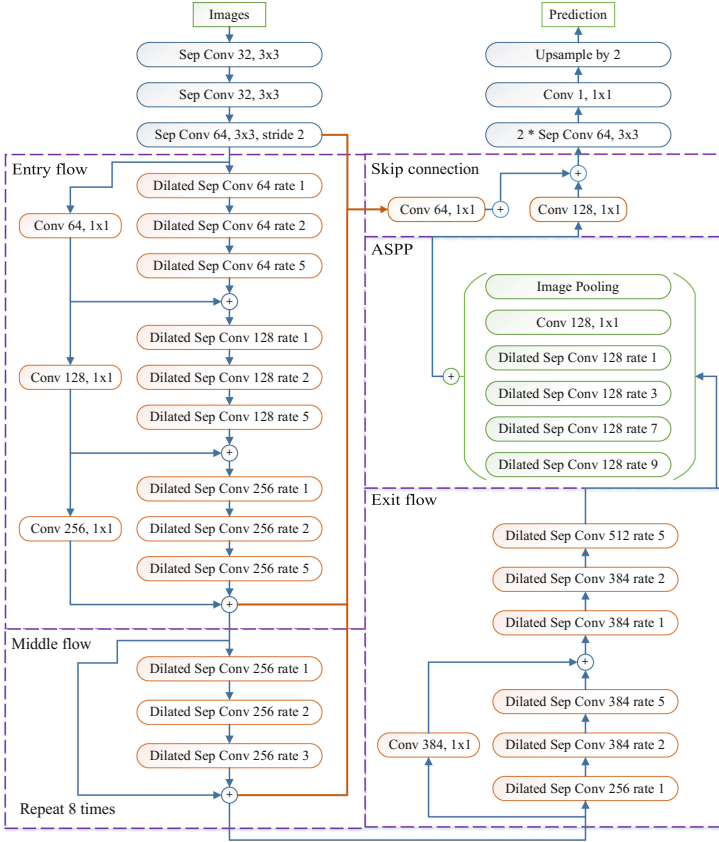 Images
Sep Conv 32, 3x3
Sep Conv 32, 3x3
Sep Conv 64, 3x3, stride 2
Entry flow
Dilated Sep Conv 64 rate 1
Conv 64, 1x1
Dilated Sep Conv 64 rate 2
Dilated Sep Conv 64 rate 5
+
Dilated Sep Conv 128 rate 1
Conv 128, 1x1
Dilated Sep Conv 128 rate 2
Dilated Sep Conv 128 rate 5
+
Dilated Sep Conv 256 rate 1
Conv 256, 1x1
Dilated Sep Conv 256 rate 2
Dilated Sep Conv 256 rate 5
+
Middle flow
Dilated Sep Conv 256 rate 1
Dilated Sep Conv 256 rate 2
Dilated Sep Conv 256 rate 3
+
Repeat 8 times
Prediction
Upsample by 2
Conv 1, 1x1
2 * Sep Conv 64, 3x3
Skip connection
+
Conv 64, 1x1
+
Conv 128, 1x1
ASPP
Image Pooling
Conv 128, 1x1
Dilated Sep Conv 128 rate 1
+
Dilated Sep Conv 128 rate 3
Dilated Sep Conv 128 rate 7
Dilated Sep Conv 128 rate 9
Exit flow
Dilated Sep Conv 512 rate 5
Dilated Sep Conv 384 rate 2
Dilated Sep Conv 384 rate 1
+
Dilated Sep Conv 384 rate 5
Conv 384, 1x1
Dilated Sep Conv 384 rate 2
Dilated Sep Conv 256 rate 1